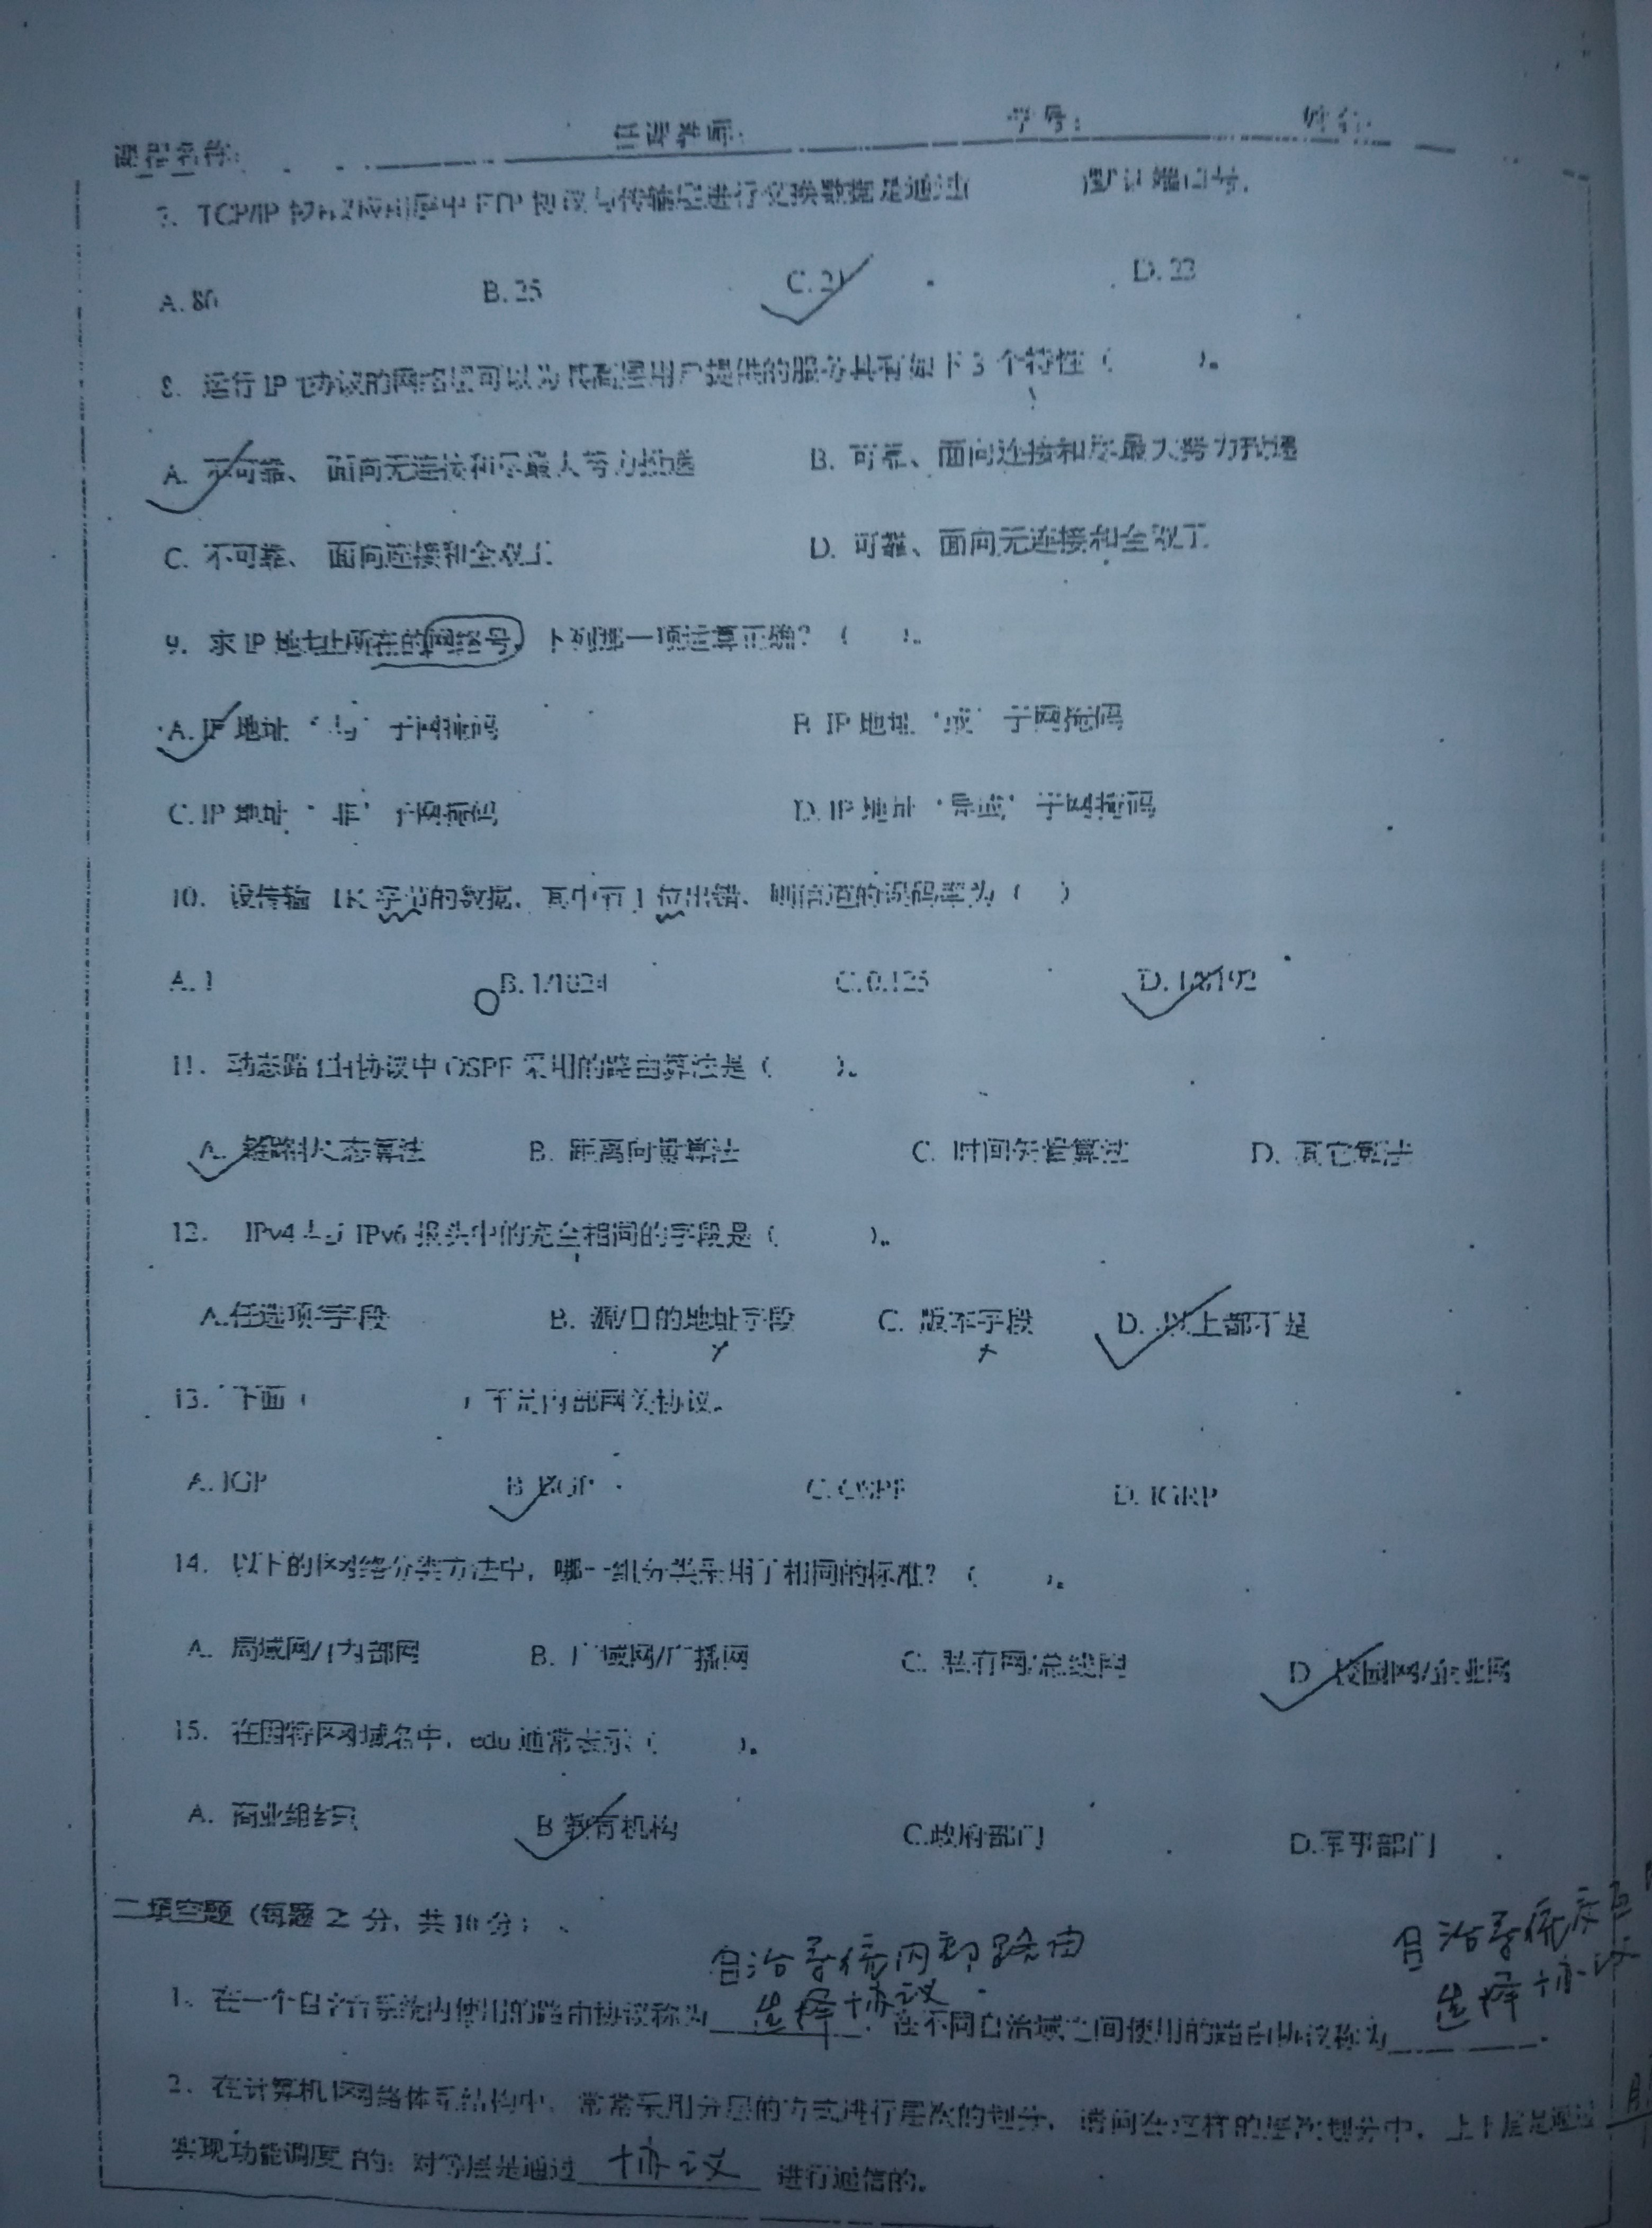 课程名称: 任课教师: 学号: 姓名:
7. TCP/IP 协议应用层中 FTP 协议与传输层进行交换数据是通过( 默认端口号.
A. 80 B. 25 C. 21 D. 23
8. 运行 IP 协议的网络层可以为其高层用户提供的服务具有如下 3 个特性( )。
A. 不可靠、面向无连接和尽最大努力投递 B. 可靠、面向连接和尽最大努力投递
C. 不可靠、面向连接和全双工 D. 可靠、面向无连接和全双工
9. 求 IP 地址所在的网络号, 下列哪一项运算正确? ( )。
A. IP 地址 ‘与’ 子网掩码 B IP 地址 ‘或’ 子网掩码
C. IP 地址 ‘非’ 子网掩码 D. IP 地址 ‘异或’ 子网掩码
10. 设传输 1K 字节的数据, 其中有 1 位出错, 则信道的误码率为( )
A. 1 B. 1/1024 C. 0.125 D. 1/8192
11. 动态路由协议中 OSPF 采用的路由算法是( )。
A. 链路状态算法 B. 距离向量算法 C. 时间矢量算法 D. 其它算法
12. IPv4 与 IPv6 报头中的完全相同的字段是( )。
A.任选项字段 B. 源/目的地址字段 C. 版本字段 D. 以上都不是
13. 下面( ) 不是内部网关协议。
A. IGP B BGP C. OSPF D. IGRP
14. 以下的网络分类方法中, 哪一组分类采用了相同的标准? ( )。
A. 局域网/内部网 B. 广域网/广播网 C. 私有网/总线网 D 校园网/企业网
15. 在因特网域名中, edu 通常表示( )。
A. 商业组织 B 教育机构 C.政府部门 D.军事部门
二 填空题 (每题 2 分, 共 10 分)
自治系统内部路由 自治系统
选择协议 选择协议
1、在一个自治系统内使用的路由协议称为 , 在不同自治域之间使用的路由协议称为 .
2、在计算机网络体系结构中, 常常采用分层的方式进行层次的划分, 请问在这样的层次划分中, 上下层是通过
实现功能调度的; 对等层是通过 协议 进行通信的。